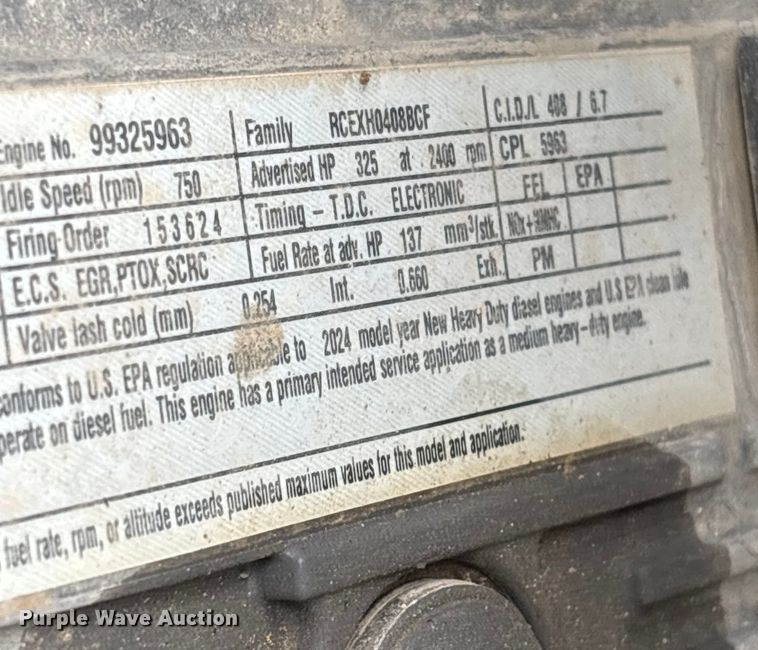 Engine No. 99325963 Family RCEXH0408BCF C.I.D./L 408 / 6.7
Idle Speed (rpm) 750 Advertised HP 325 at 2400 rpm CPL 5963
Firing Order 153624 Timing - T.D.C. ELECTRONIC FEL EPA
E.C.S. EGR,PTOX,SCRC Fuel Rate at adv. HP 137 mm³/stk. NOx+NMHC
Valve lash cold (mm) 0.254 Int. 0.660 Exh. PM
conforms to U.S. EPA regulation applicable to 2024 model year New Heavy Duty diesel engines and U.S EPA clean idle
operate on diesel fuel. This engine has a primary intended service application as a medium heavy-duty engine.
fuel rate, rpm, or altitude exceeds published maximum values for this model and application.
Purple Wave Auction